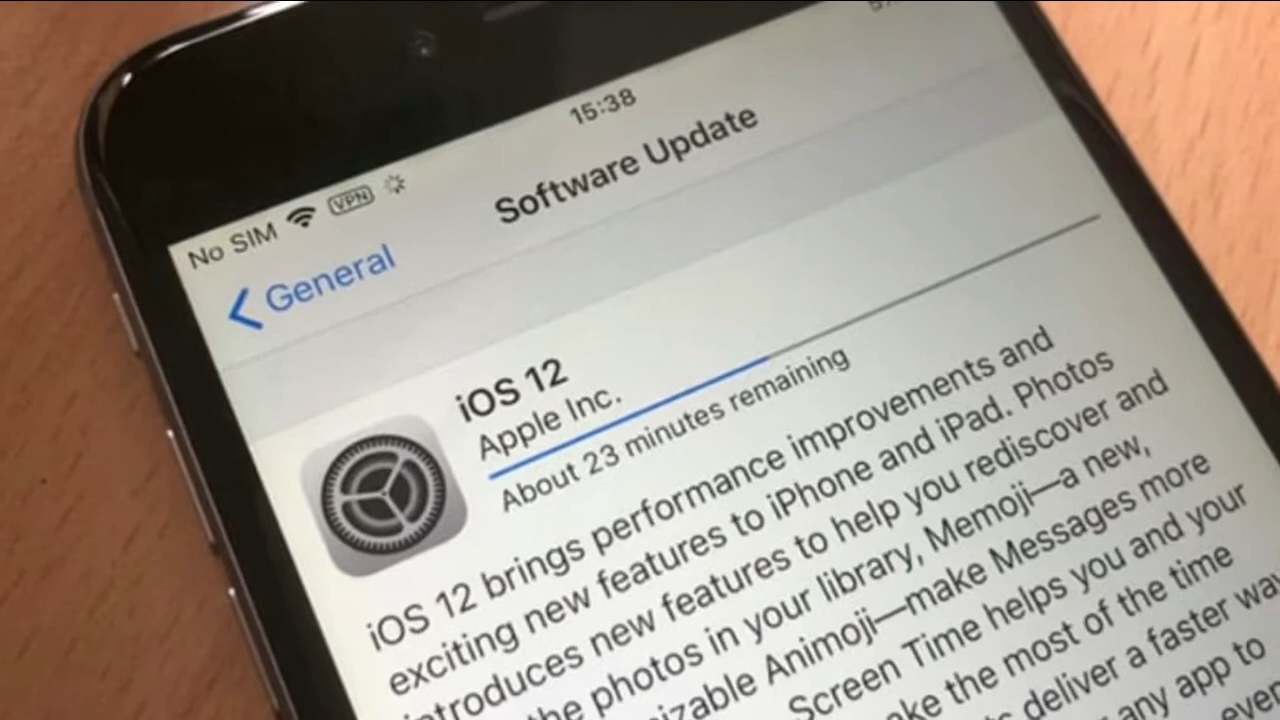 15:38
No SIM VPN
General
Software Update
iOS 12
Apple Inc.
About 23 minutes remaining
iOS 12 brings performance improvements and
exciting new features to iPhone and iPad. Photos
introduces new features to help you rediscover and
the photos in your library, Memoji—a new,
Animoji—make Messages more
Screen Time helps you and your
the most of the time
deliver a faster way
any app to